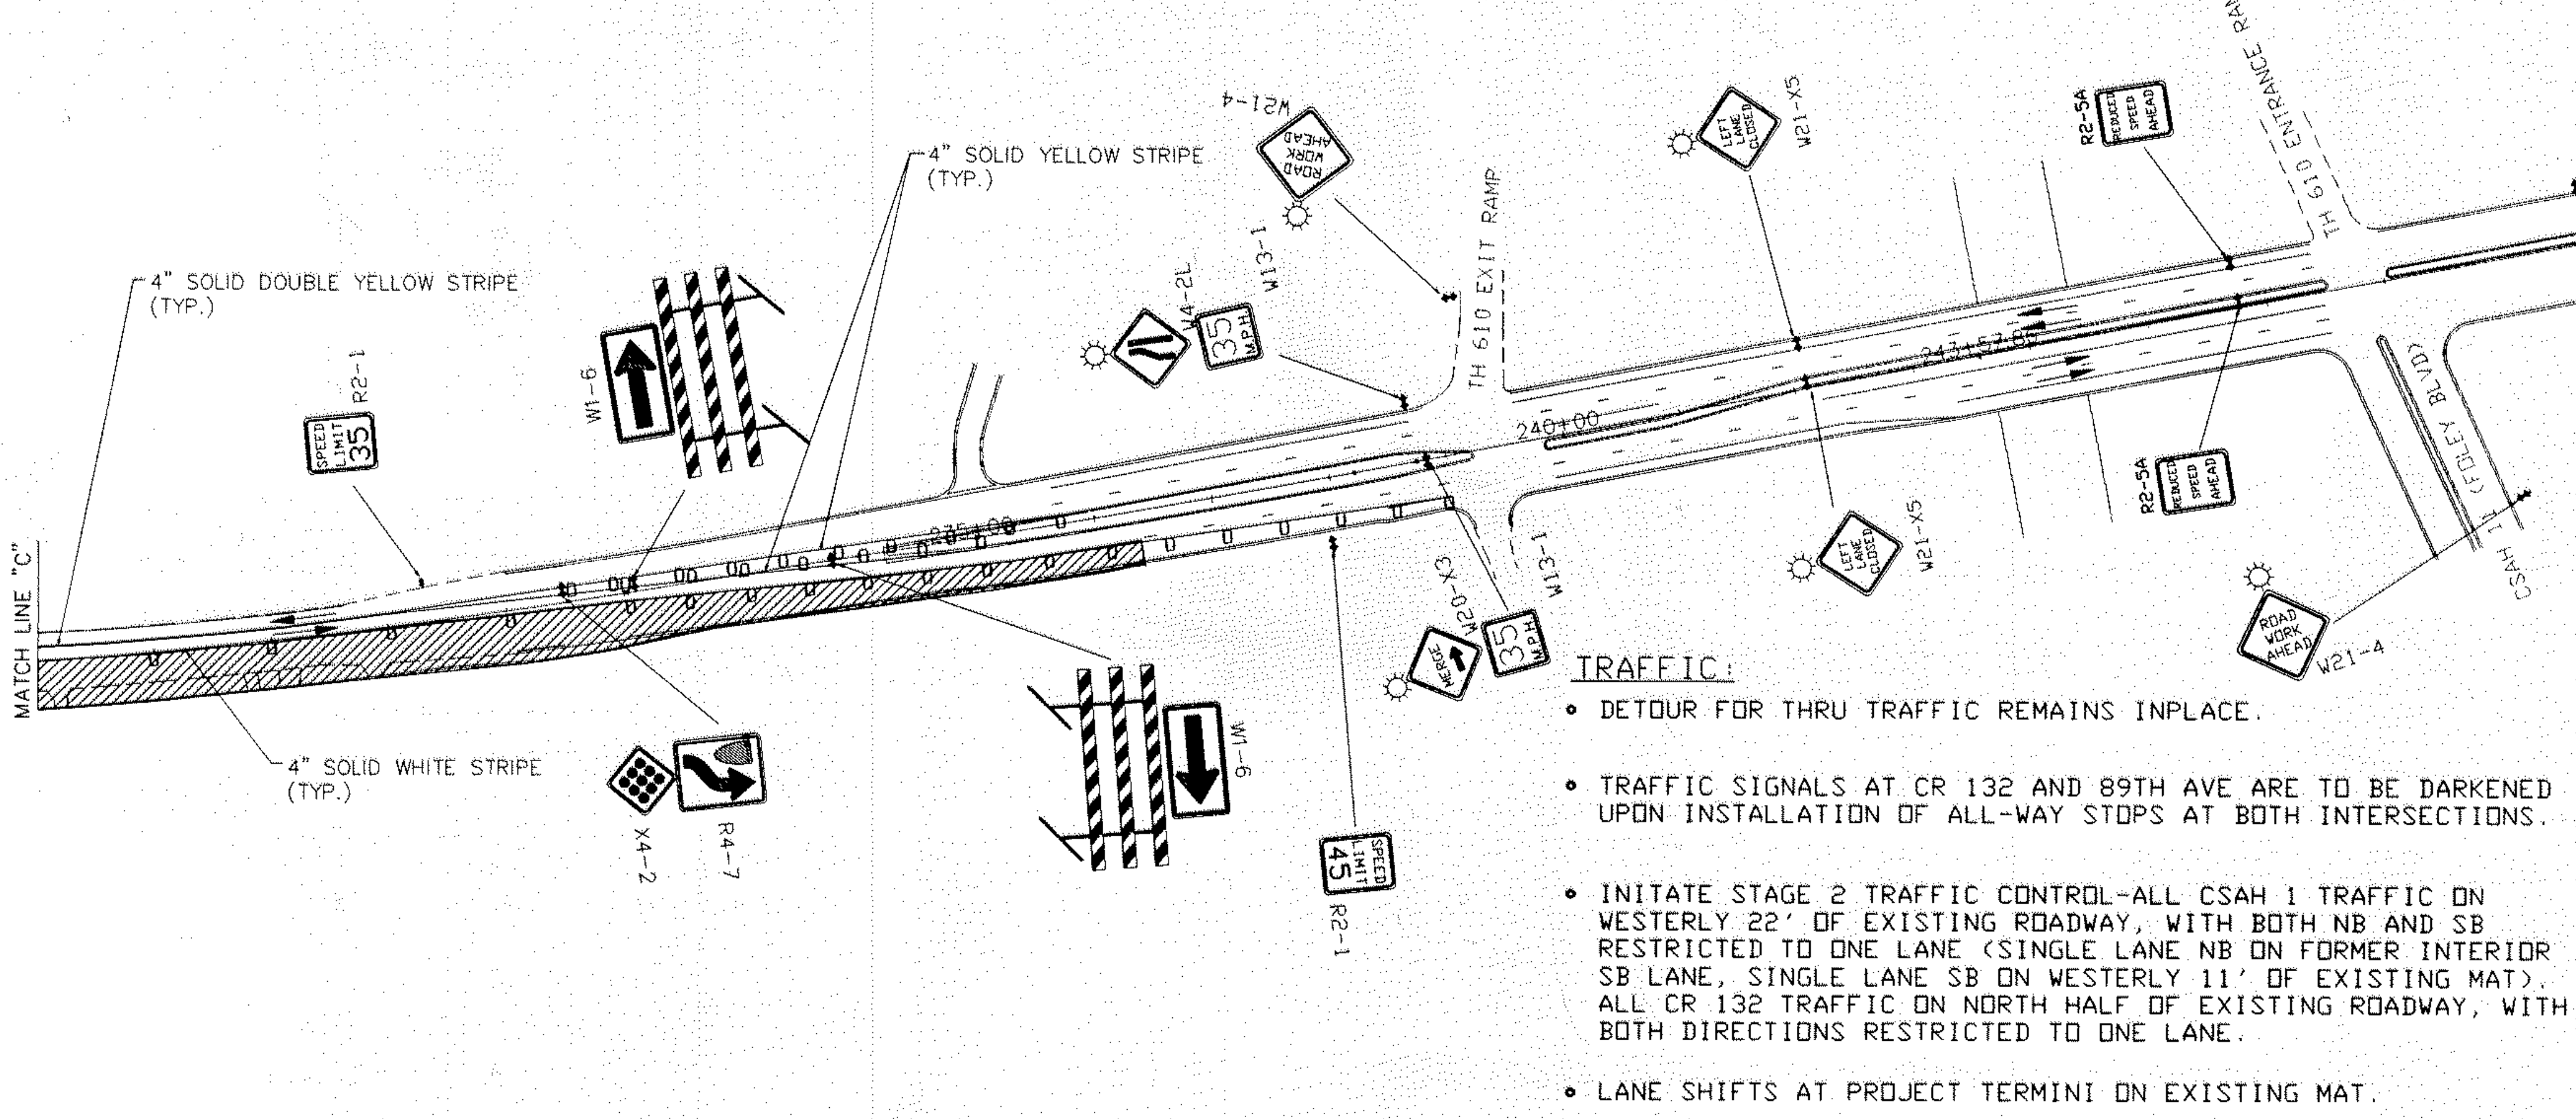 4" SOLID DOUBLE YELLOW STRIPE
(TYP.)
4" SOLID YELLOW STRIPE
(TYP.)
W21-4
ROAD
WORK
AHEAD
LEFT
LANE
CLOSED
W21-X5
R2-5A
REDUCED
SPEED
AHEAD
TH 610 ENTRANCE RAM
SPEED
LIMIT
35
R2-1
W1-6
W4-2L
35
M.P.H
W13-1
TH 610 EXIT RAMP
235+00
240+00
243+57.85
MATCH LINE "C"
4" SOLID WHITE STRIPE
(TYP.)
X4-2
R4-7
W1-6
SPEED
LIMIT
45
R2-1
MERGE
W20-X3
35
M.P.H
W13-1
LEFT
LANE
CLOSED
W21-X5
R2-5A
REDUCED
SPEED
AHEAD
CSAH 1 (FOLEY BLVD)
ROAD
WORK
AHEAD
W21-4
TRAFFIC:
• DETOUR FOR THRU TRAFFIC REMAINS INPLACE.
• TRAFFIC SIGNALS AT CR 132 AND 89TH AVE ARE TO BE DARKENED
UPON INSTALLATION OF ALL-WAY STOPS AT BOTH INTERSECTIONS.
• INITATE STAGE 2 TRAFFIC CONTROL-ALL CSAH 1 TRAFFIC ON
WESTERLY 22' OF EXISTING ROADWAY, WITH BOTH NB AND SB
RESTRICTED TO ONE LANE (SINGLE LANE NB ON FORMER INTERIOR
SB LANE, SINGLE LANE SB ON WESTERLY 11' OF EXISTING MAT).
ALL CR 132 TRAFFIC ON NORTH HALF OF EXISTING ROADWAY, WITH
BOTH DIRECTIONS RESTRICTED TO ONE LANE.
• LANE SHIFTS AT PROJECT TERMINI ON EXISTING MAT.